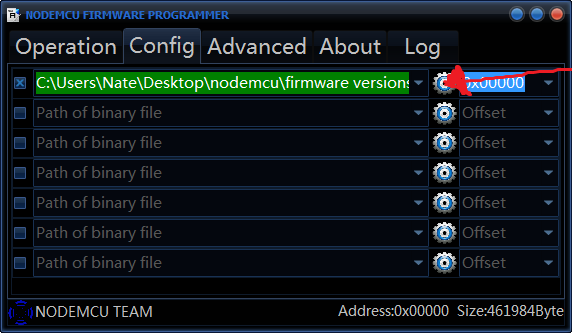 NODEMCU FIRMWARE PROGRAMMER
Operation Config Advanced About Log
C:\Users\Nate\Desktop\nodemcu\firmware versions 0x00000
Path of binary file Offset
Path of binary file Offset
Path of binary file Offset
Path of binary file Offset
Path of binary file Offset
Path of binary file Offset
NODEMCU TEAM Address:0x00000 Size:461984Byte